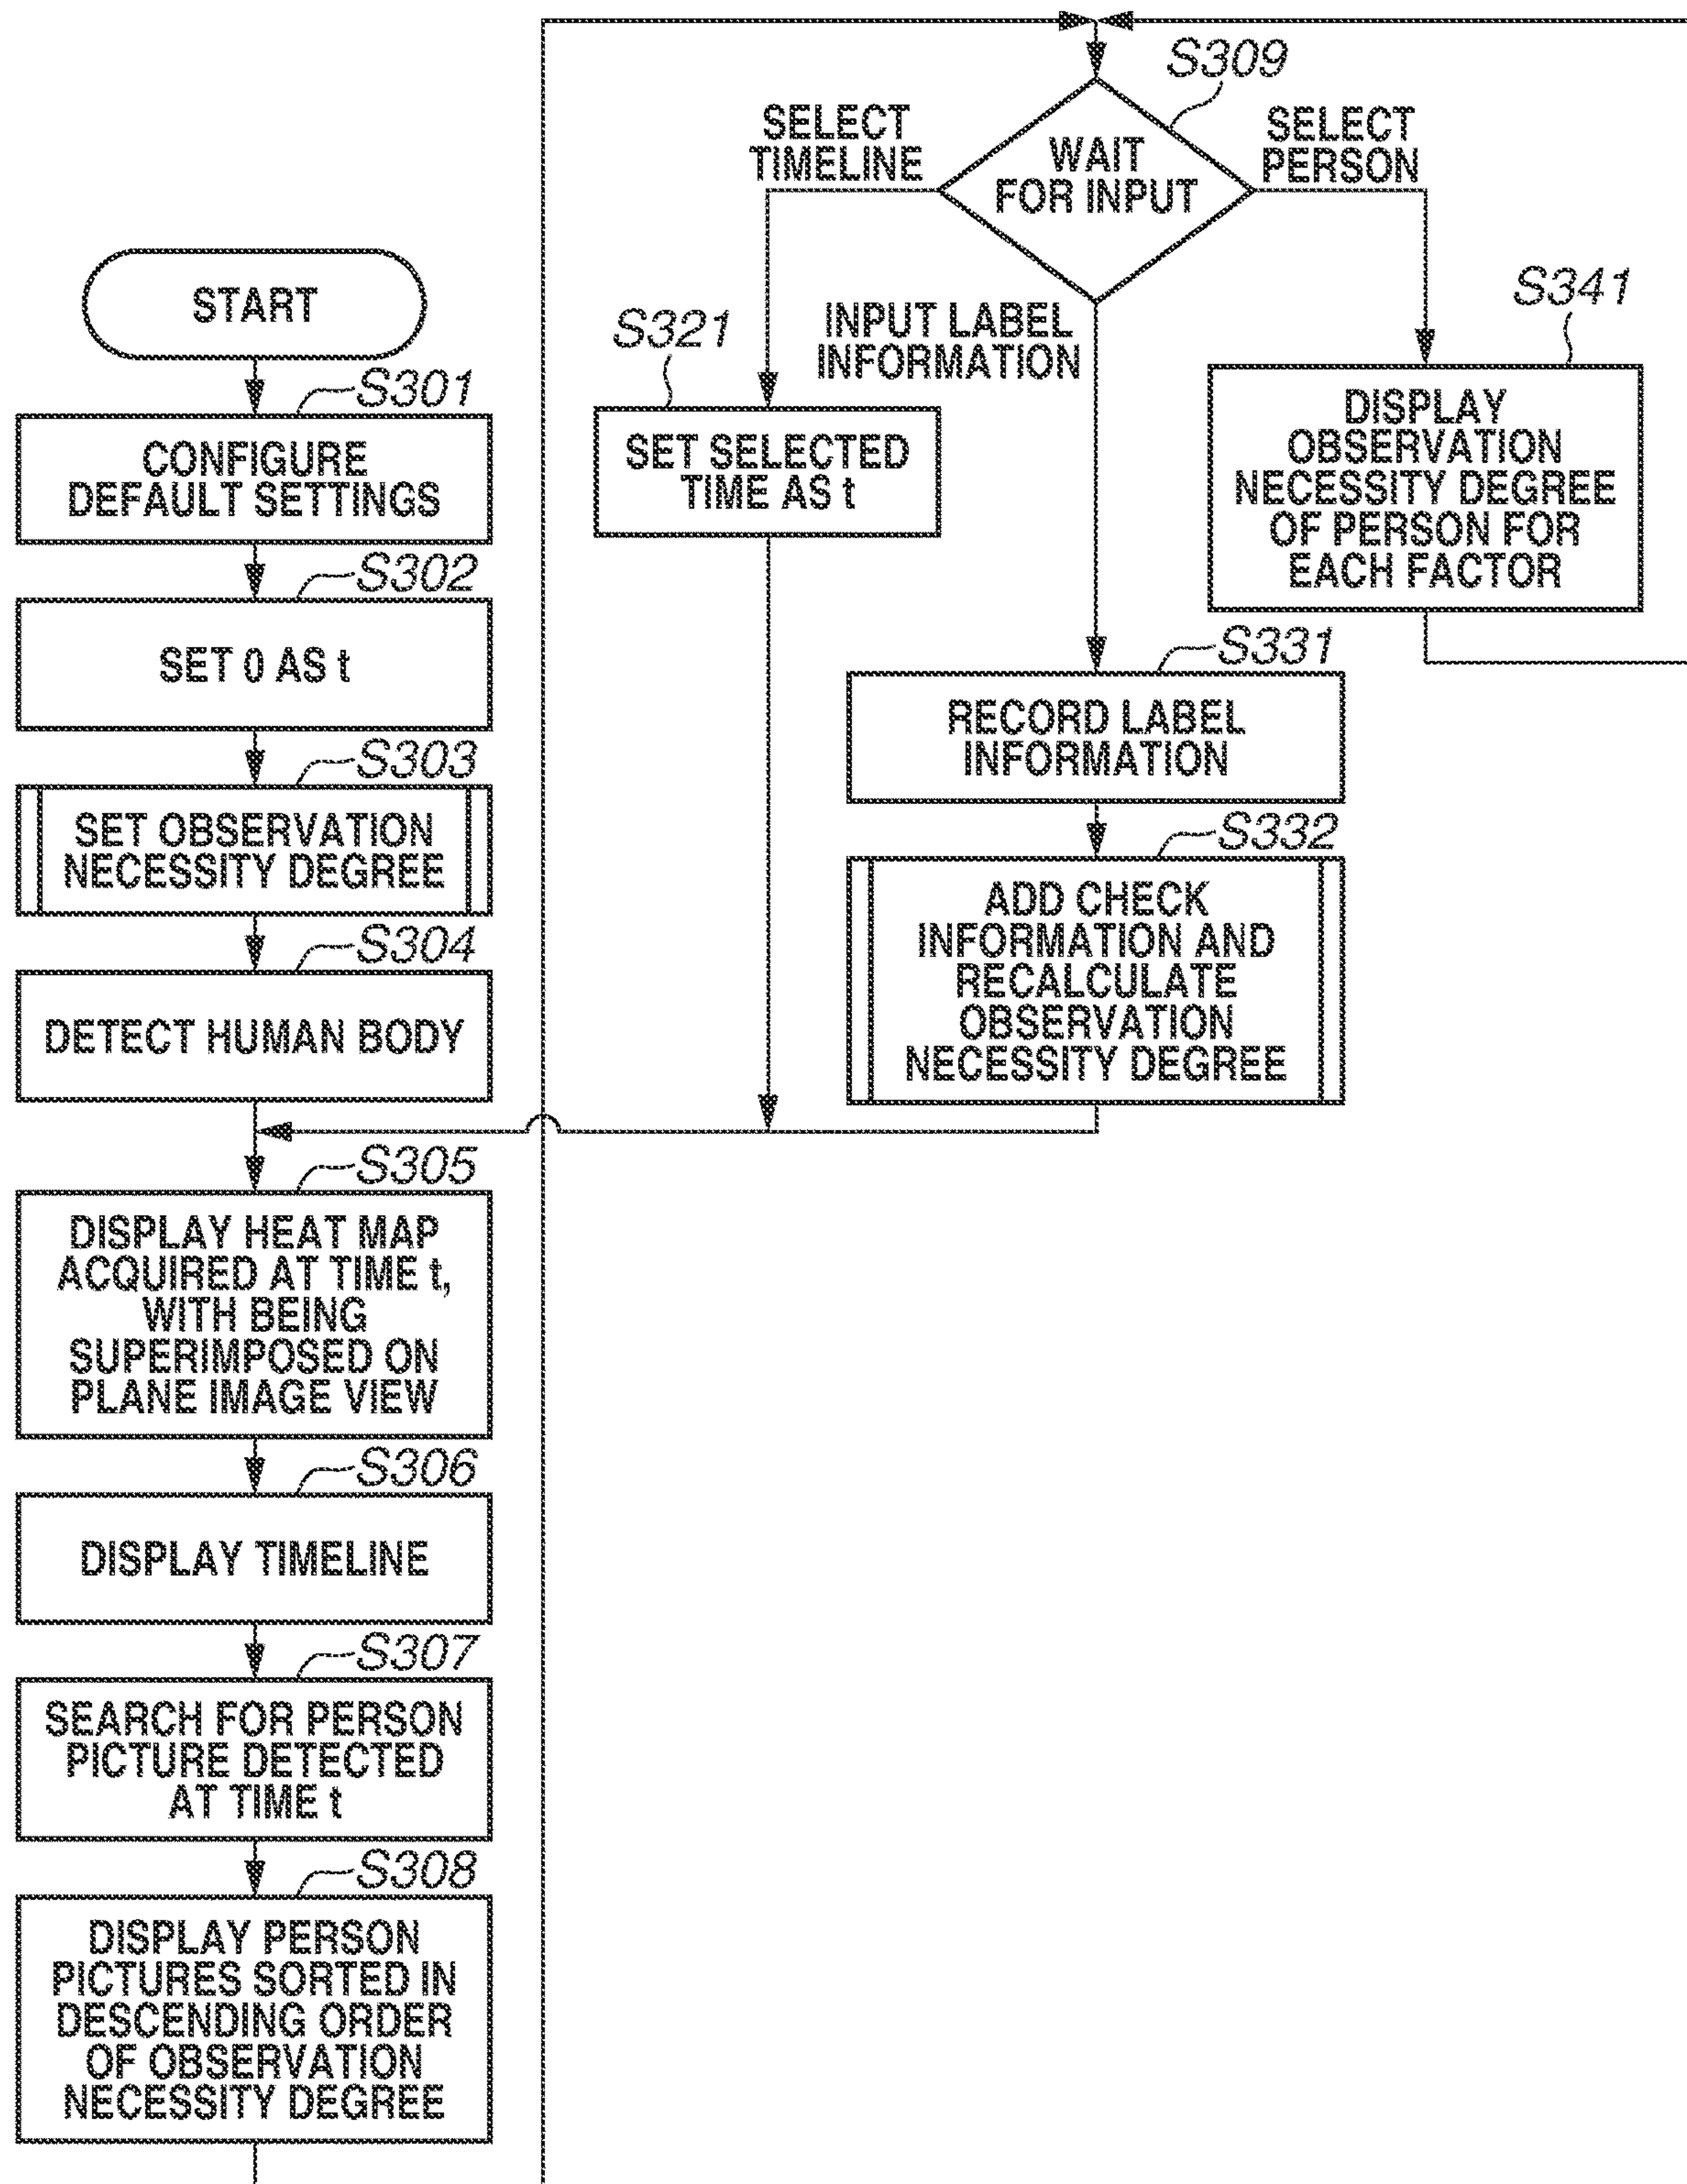 START
S301
CONFIGURE
DEFAULT SETTINGS
S302
SET 0 AS t
S303
SET OBSERVATION
NECESSITY DEGREE
S304
DETECT HUMAN BODY
S305
DISPLAY HEAT MAP
ACQUIRED AT TIME t,
WITH BEING
SUPERIMPOSED ON
PLANE IMAGE VIEW
S306
DISPLAY TIMELINE
S307
SEARCH FOR PERSON
PICTURE DETECTED
AT TIME t
S308
DISPLAY PERSON
PICTURES SORTED IN
DESCENDING ORDER
OF OBSERVATION
NECESSITY DEGREE
S309
WAIT
FOR INPUT
SELECT
TIMELINE
S321
SET SELECTED
TIME AS t
INPUT LABEL
INFORMATION
S331
RECORD LABEL
INFORMATION
S332
ADD CHECK
INFORMATION AND
RECALCULATE
OBSERVATION
NECESSITY DEGREE
SELECT
PERSON
S341
DISPLAY
OBSERVATION
NECESSITY DEGREE
OF PERSON FOR
EACH FACTOR